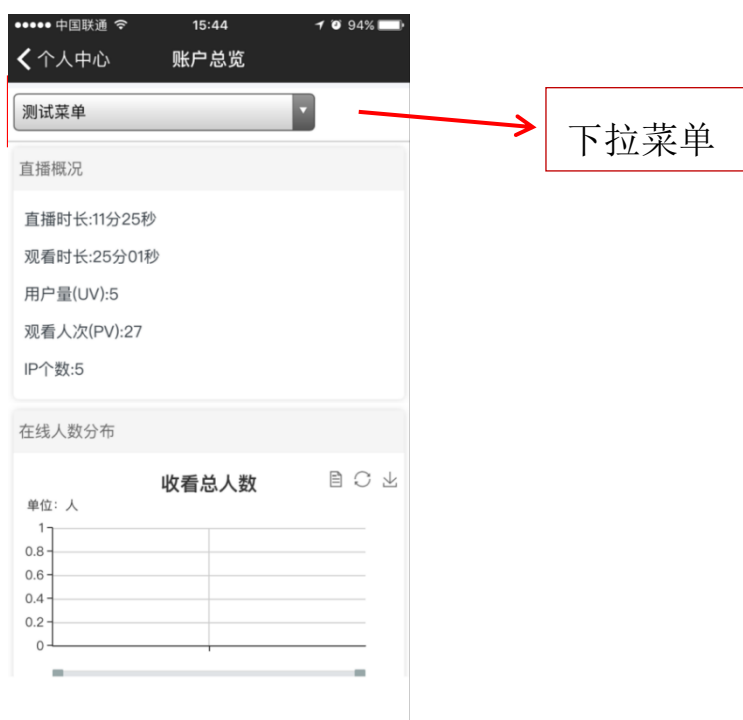 中国联通 15:44 94%
个人中心 账户总览
测试菜单
下拉菜单
直播概况
直播时长:11分25秒
观看时长:25分01秒
用户量(UV):5
观看人次(PV):27
IP个数:5
在线人数分布
收看总人数
单位：人
1
0.8
0.6
0.4
0.2
0